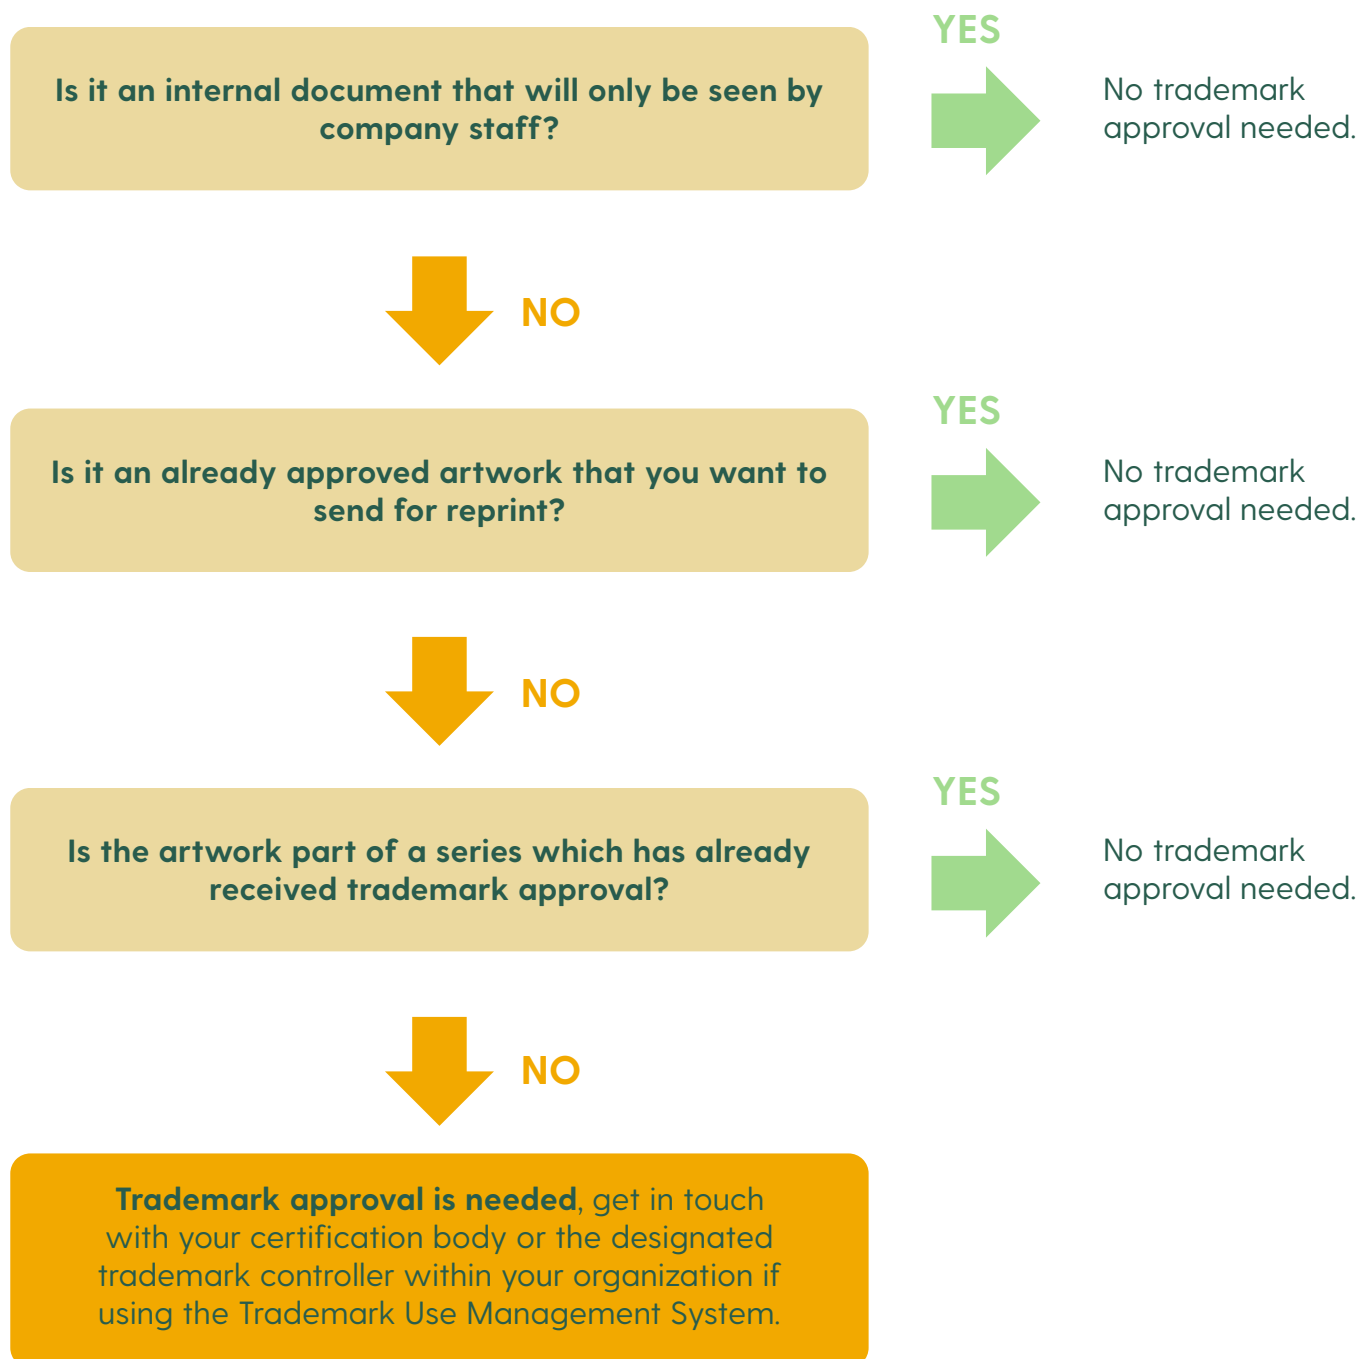 YES
Is it an internal document that will only be seen by
company staff?
No trademark
approval needed.
NO
YES
Is it an already approved artwork that you want to
send for reprint?
No trademark
approval needed.
NO
YES
Is the artwork part of a series which has already
received trademark approval?
No trademark
approval needed.
NO
Trademark approval is needed, get in touch
with your certification body or the designated
trademark controller within your organization if
using the Trademark Use Management System.